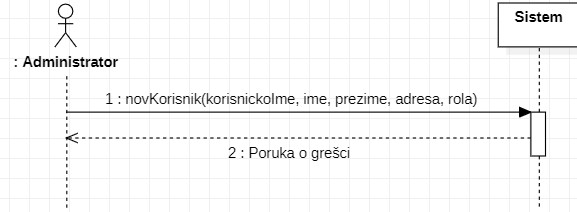 Sistem
: Administrator
1 : novKorisnik(korisnickoIme, ime, prezime, adresa, rola)
2 : Poruka o grešci